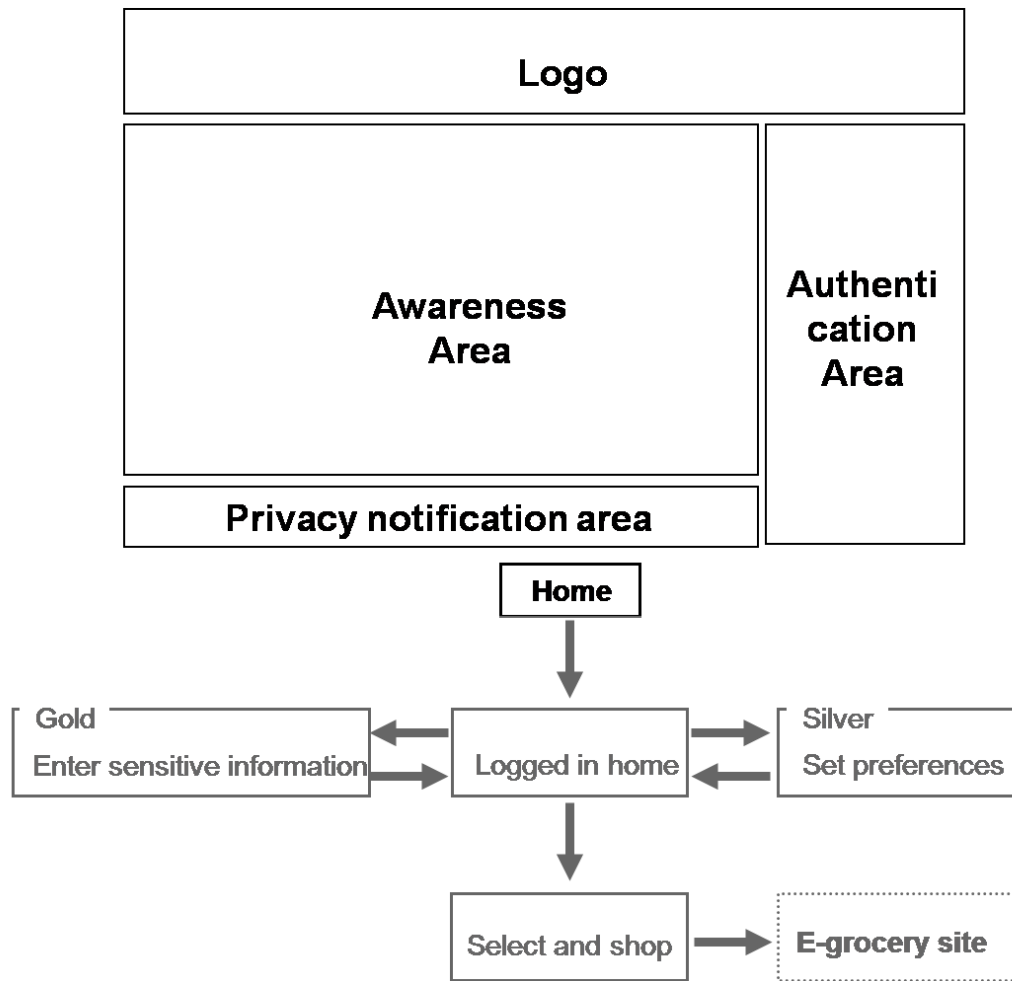 Logo
Awareness
Area
Authenti
cation
Area
Privacy notification area
Home
Gold
Enter sensitive information
Logged in home
Silver
Set preferences
Select and shop
E-grocery site